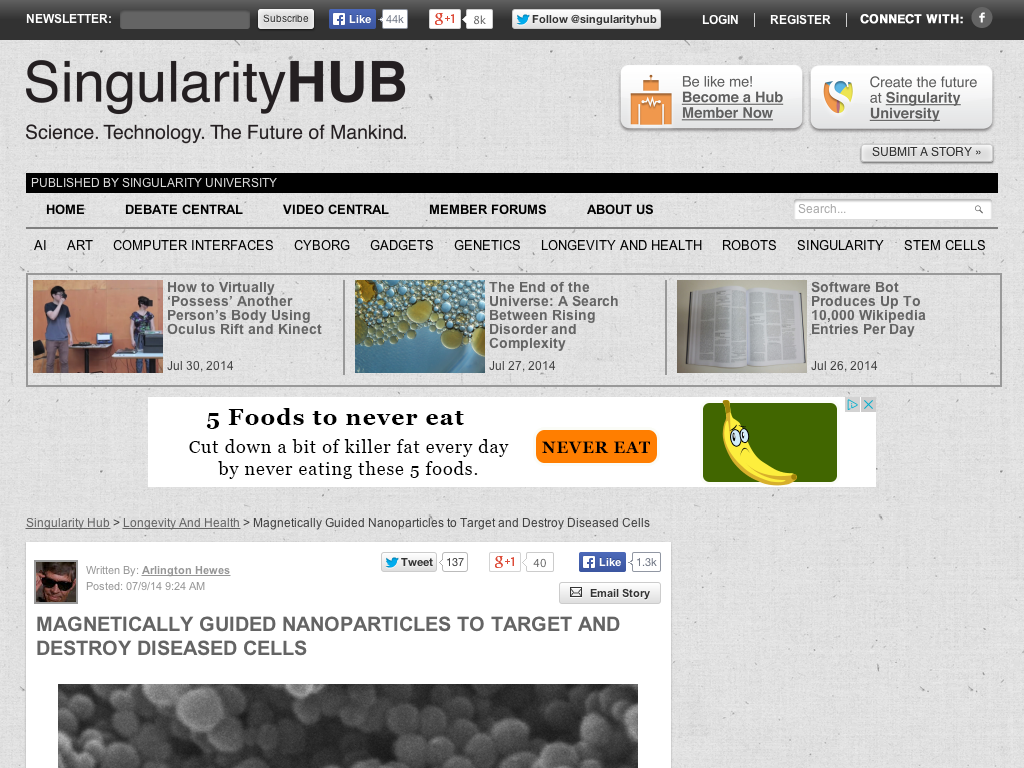 NEWSLETTER:
Subscribe
Like
44k
g+1
8k
Follow @singularityhub
LOGIN
REGISTER
CONNECT WITH:
SingularityHUB
Science. Technology. The Future of Mankind.
Be like me!
Become a Hub
Member Now
Create the future
at Singularity
University
SUBMIT A STORY »
PUBLISHED BY SINGULARITY UNIVERSITY
HOME
DEBATE CENTRAL
VIDEO CENTRAL
MEMBER FORUMS
ABOUT US
Search...
AI
ART
COMPUTER INTERFACES
CYBORG
GADGETS
GENETICS
LONGEVITY AND HEALTH
ROBOTS
SINGULARITY
STEM CELLS
How to Virtually
‘Possess’ Another
Person’s Body Using
Oculus Rift and Kinect
Jul 30, 2014
The End of the
Universe: A Search
Between Rising
Disorder and
Complexity
Jul 27, 2014
Software Bot
Produces Up To
10,000 Wikipedia
Entries Per Day
Jul 26, 2014
5 Foods to never eat
Cut down a bit of killer fat every day
by never eating these 5 foods.
NEVER EAT
Singularity Hub > Longevity And Health > Magnetically Guided Nanoparticles to Target and Destroy Diseased Cells
Written By: Arlington Hewes
Posted: 07/9/14 9:24 AM
Tweet
137
g+1
40
Like
1.3k
Email Story
MAGNETICALLY GUIDED NANOPARTICLES TO TARGET AND
DESTROY DISEASED CELLS